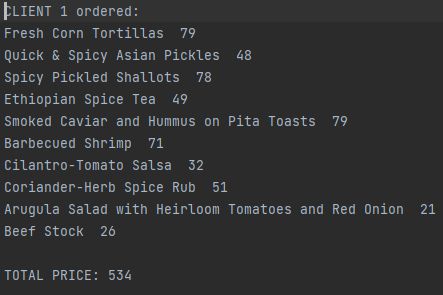 CLIENT 1 ordered:
Fresh Corn Tortillas  79
Quick & Spicy Asian Pickles  48
Spicy Pickled Shallots  78
Ethiopian Spice Tea  49
Smoked Caviar and Hummus on Pita Toasts  79
Barbecued Shrimp  71
Cilantro-Tomato Salsa  32
Coriander-Herb Spice Rub  51
Arugula Salad with Heirloom Tomatoes and Red Onion  21
Beef Stock  26
TOTAL PRICE: 534